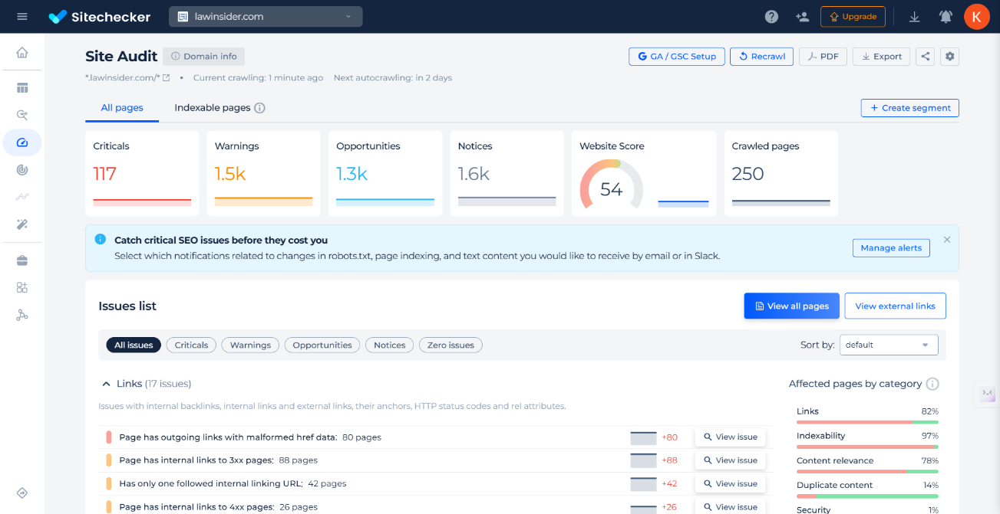 Sitechecker
lawinsider.com
Upgrade
K
Site Audit
Domain info
GA / GSC Setup
Recrawl
PDF
Export
*.lawinsider.com/*
• Current crawling: 1 minute ago
Next autocrawling: in 2 days
All pages
Indexable pages
+ Create segment
Criticals
117
Warnings
1.5k
Opportunities
1.3k
Notices
1.6k
Website Score
54
Crawled pages
250
Catch critical SEO issues before they cost you
Select which notifications related to changes in robots.txt, page indexing, and text content you would like to receive by email or in Slack.
Manage alerts
Issues list
View all pages
View external links
All issues
Criticals
Warnings
Opportunities
Notices
Zero issues
Sort by:
default
Links (17 issues)
Issues with internal backlinks, internal links and external links, their anchors, HTTP status codes and rel attributes.
Page has outgoing links with malformed href data: 80 pages
+80
View issue
Page has internal links to 3xx pages: 88 pages
+88
View issue
Has only one followed internal linking URL: 42 pages
+42
View issue
Page has internal links to 4xx pages: 26 pages
+26
View issue
Affected pages by category
Links 82%
Indexability 97%
Content relevance 78%
Duplicate content 14%
Security 1%